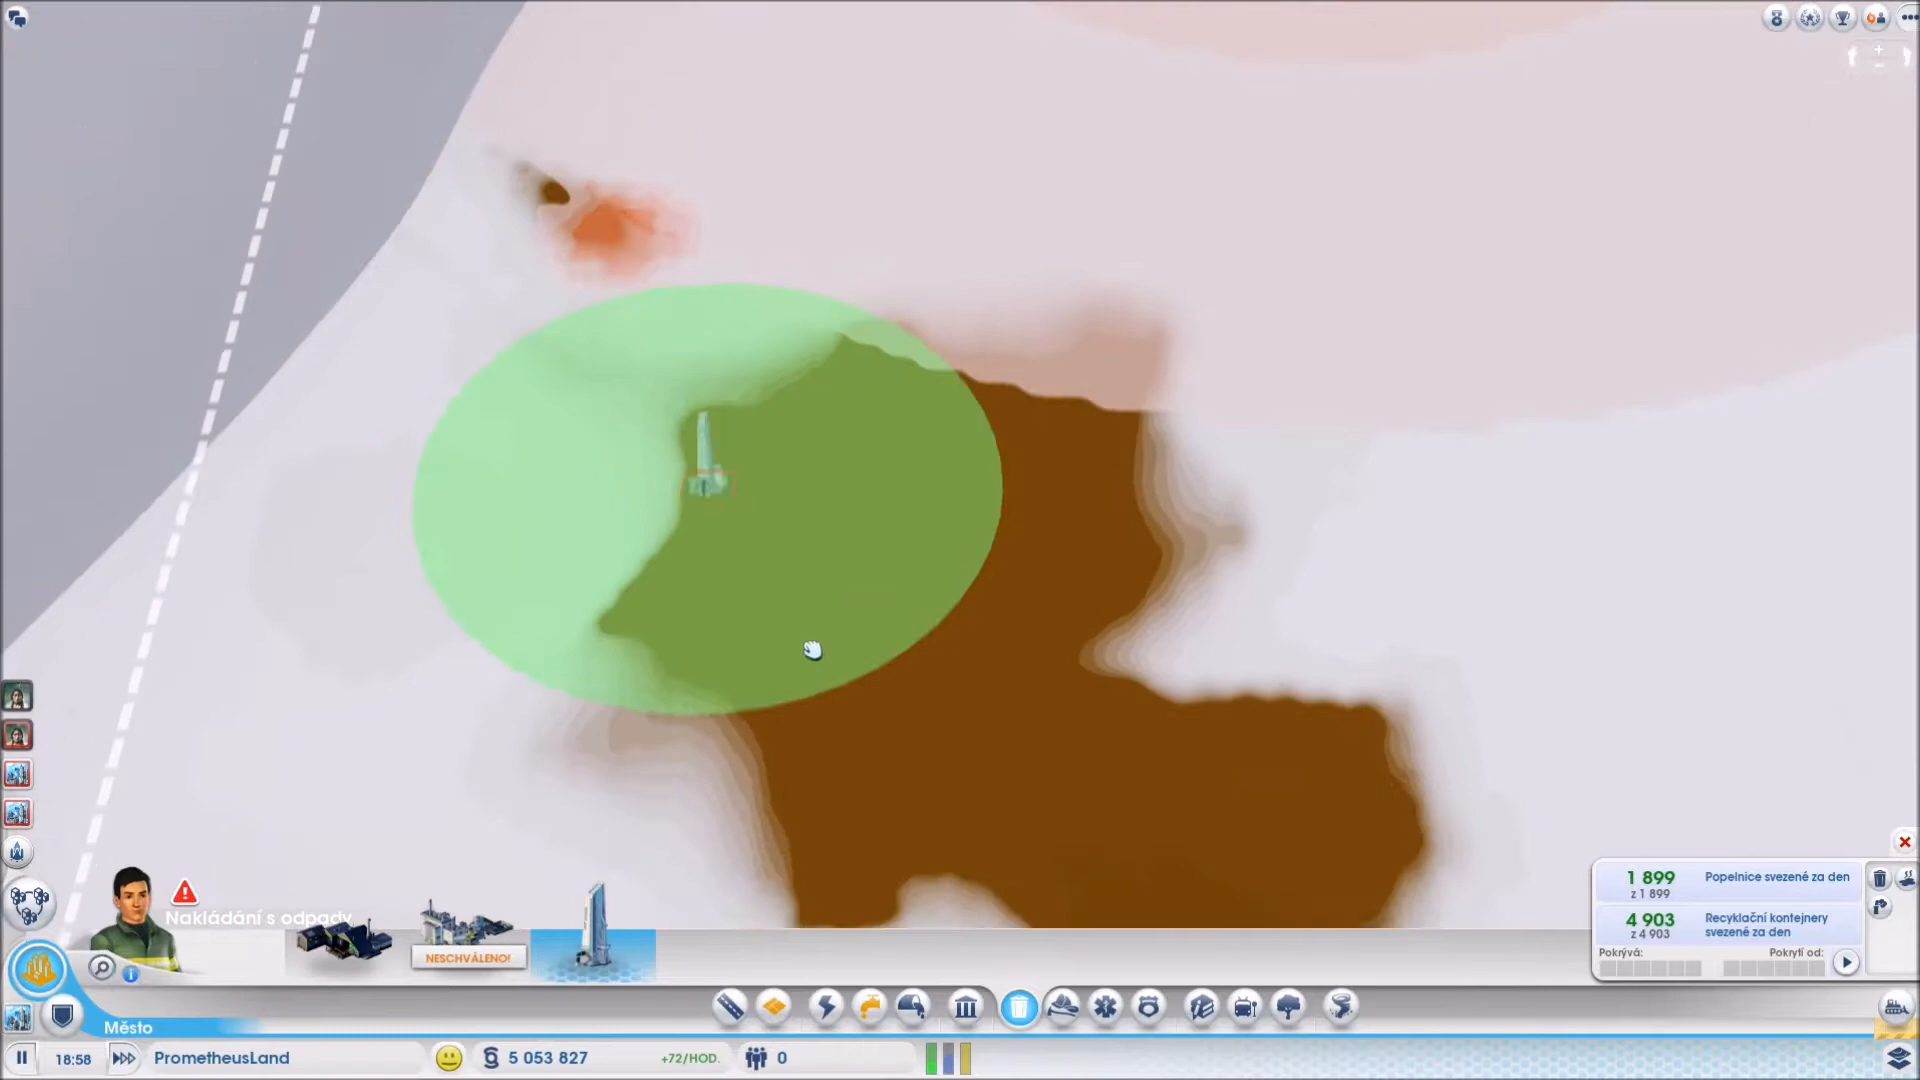 Nakládání s odpady
NESCHVÁLENO!
1 899
z 1 899
Popelnice svezené za den
4 903
z 4 903
Recyklační kontejnery
svezené za den
Pokrývá:
Pokrytí od:
Město
18:58
PrometheusLand
5 053 827
+72/HOD.
0